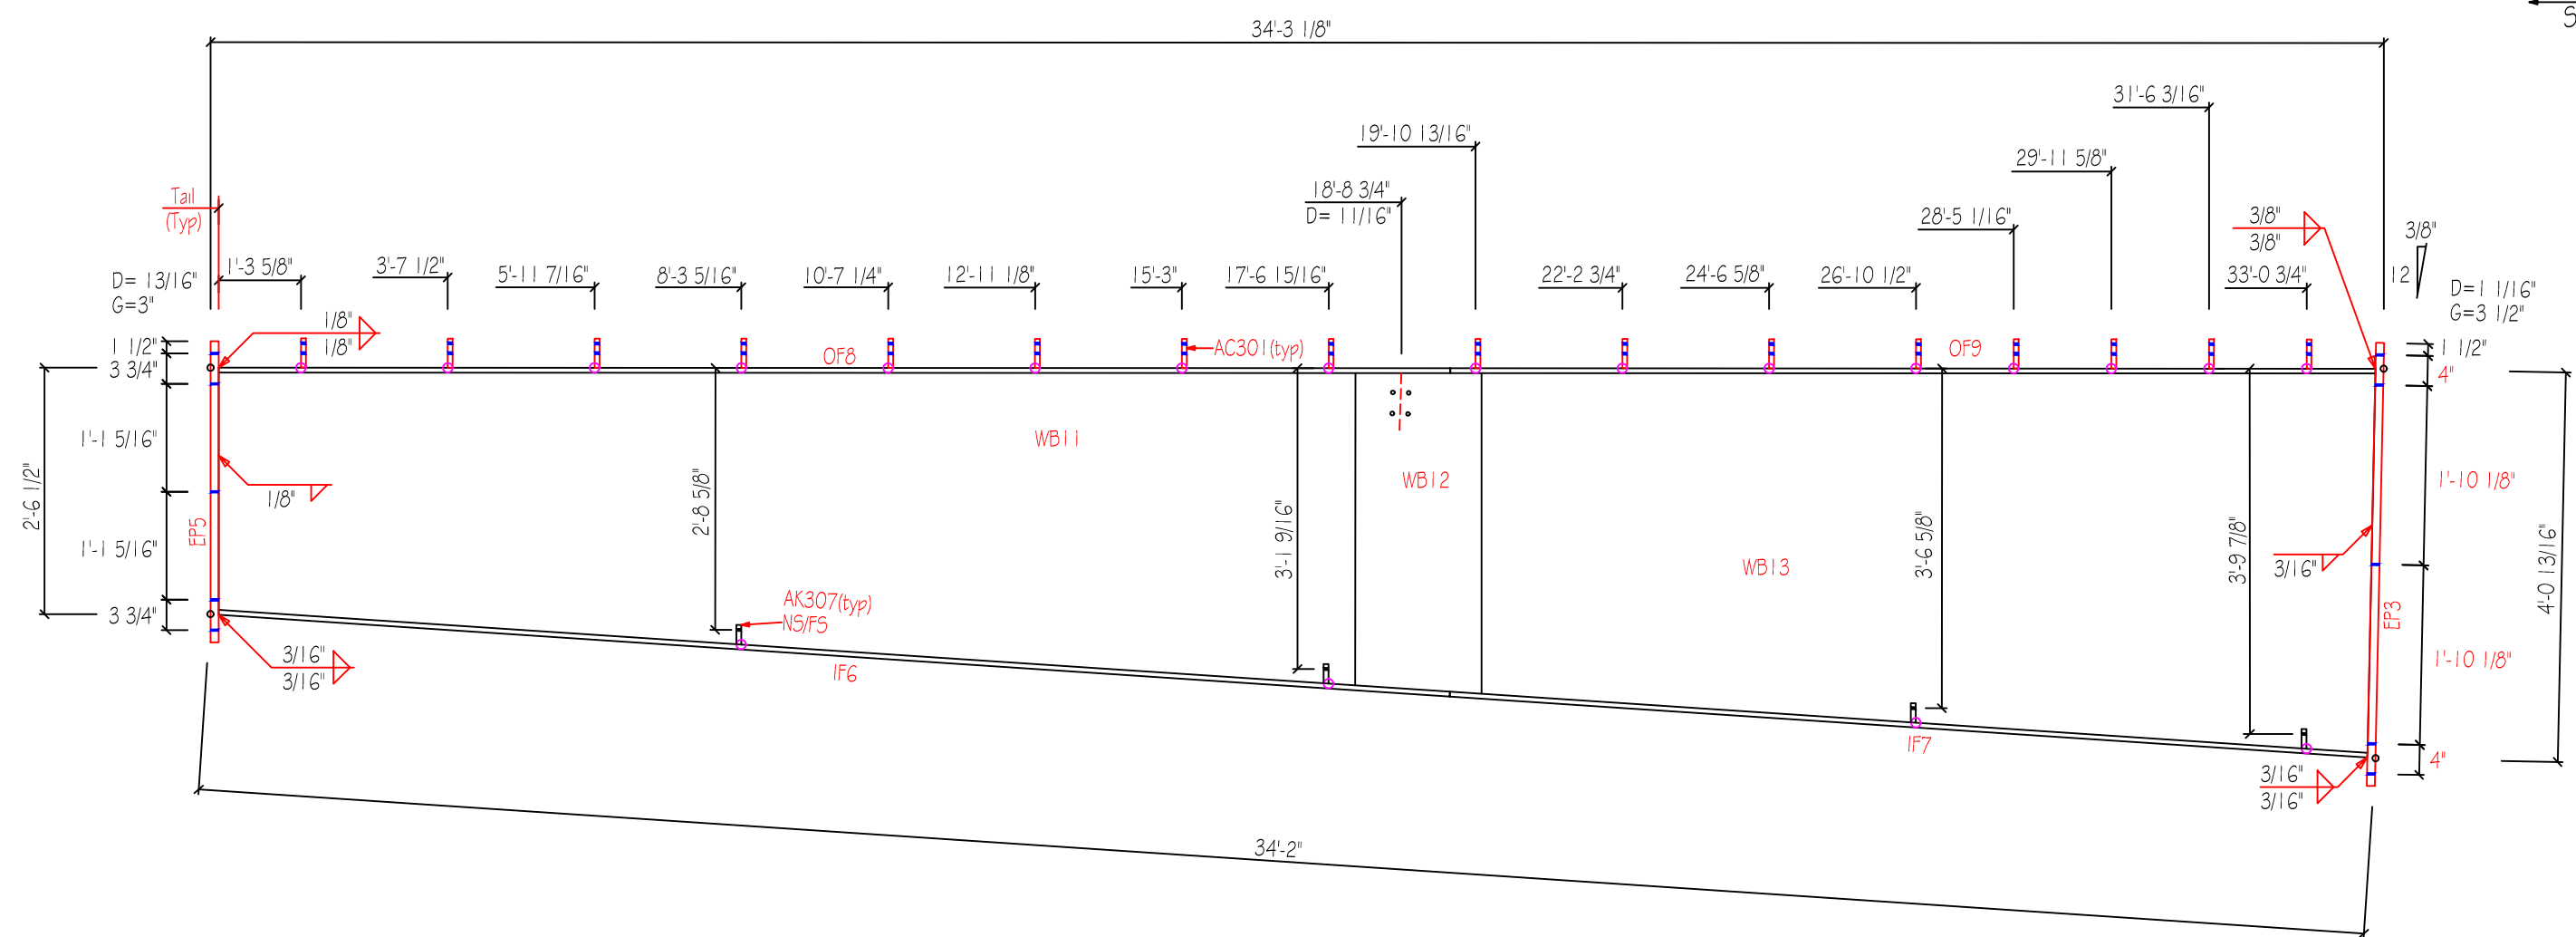 34'-3 1/8"
S
31'-6 3/16"
19'-10 13/16"
29'-11 5/8"
18'-8 3/4"
D= 11/16"
28'-5 1/16"
Tail
(Typ)
3/8"
3/8"
3/8"
12
D= 13/16"
G=3"
1'-3 5/8"
3'-7 1/2"
5'-11 7/16"
8'-3 5/16"
10'-7 1/4"
12'-11 1/8"
15'-3"
17'-6 15/16"
22'-2 3/4"
24'-6 5/8"
26'-10 1/2"
33'-0 3/4"
D=1 1/16"
G=3 1/2"
1/8"
1/8"
1 1/2"
3 3/4"
OF8
AC301(typ)
OF9
1 1/2"
4"
1'-1 5/16"
WB11
WB12
1'-10 1/8"
2'-6 1/2"
1/8"
2'-8 5/8"
3'-1 9/16"
3'-6 5/8"
3'-9 7/8"
4'-0 13/16"
EP5
1'-1 5/16"
WB13
3/16"
3 3/4"
AK307(typ)
NS/FS
EP3
3/16"
3/16"
IF6
1'-10 1/8"
IF7
4"
3/16"
3/16"
34'-2"